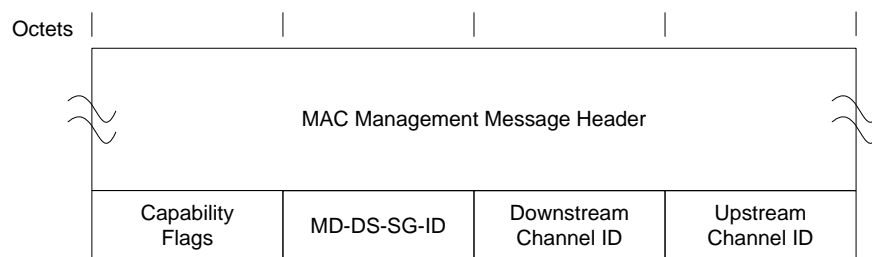 Octets
MAC Management Message Header
Capability
Flags
MD-DS-SG-ID
Downstream
Channel ID
Upstream
Channel ID